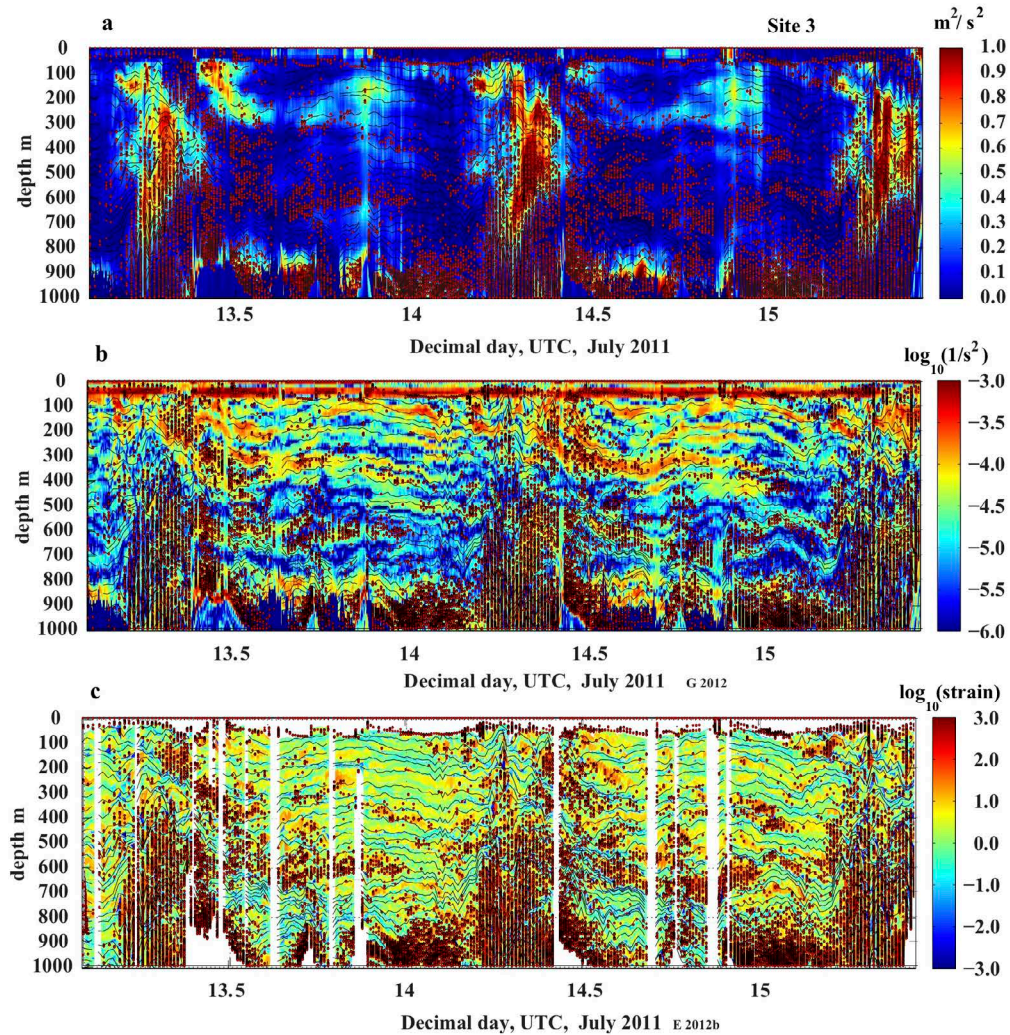 a Site 3 m²/ s²
0 1.0
100 0.9
200 0.8
300 0.7
400 0.6
500 0.5
600 0.4
700 0.3
800 0.2
900 0.1
1000 0.0
depth m
13.5 14 14.5 15
Decimal day, UTC, July 2011
b log₁₀(1/s²)
0 −3.0
100 −3.5
200 −4.0
300 −4.5
400 −5.0
500 −5.5
600 −6.0
700
800
900
1000
depth m
13.5 14 14.5 15
Decimal day, UTC, July 2011 G 2012
c log₁₀(strain)
0 3.0
100 2.0
200 1.0
300 0.0
400 −1.0
500 −2.0
600 −3.0
700
800
900
1000
depth m
13.5 14 14.5 15
Decimal day, UTC, July 2011 E 2012b